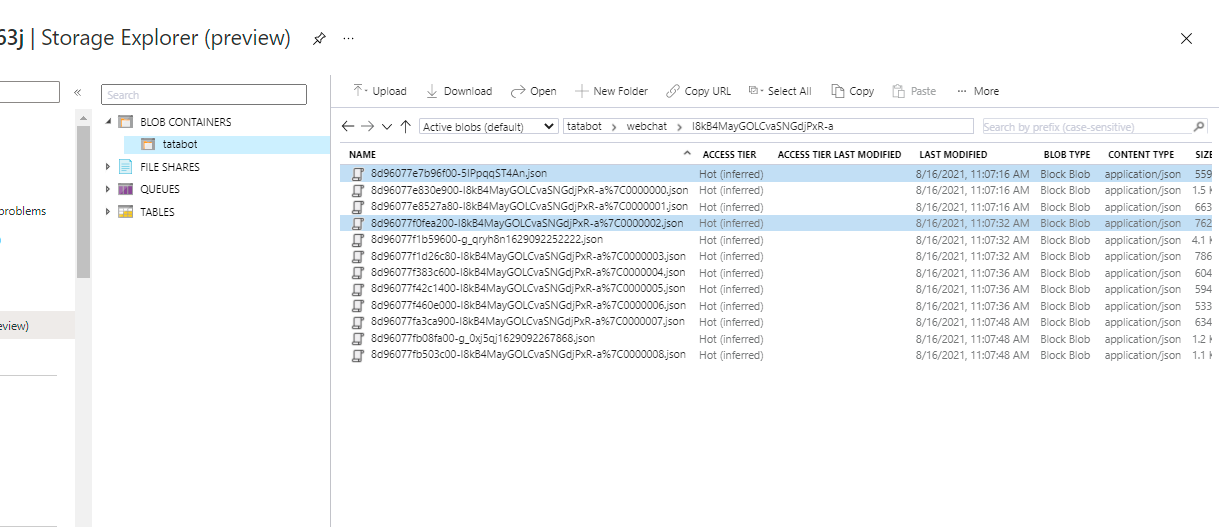 63j | Storage Explorer (preview) ...
«
Search
BLOB CONTAINERS
tatabot
FILE SHARES
QUEUES
TABLES
problems
eview)
Upload Download Open New Folder Copy URL Select All Copy Paste ... More
Active blobs (default) tatabot webchat I8kB4MayGOLCvaSNGdjPxR-a Search by prefix (case-sensitive)
NAME ACCESS TIER ACCESS TIER LAST MODIFIED LAST MODIFIED BLOB TYPE CONTENT TYPE SIZE
8d96077e7b96f00-5IPpqqST4An.json Hot (inferred) 8/16/2021, 11:07:16 AM Block Blob application/json 559
8d96077e830e900-I8kB4MayGOLCvaSNGdjPxR-a%7C0000000.json Hot (inferred) 8/16/2021, 11:07:16 AM Block Blob application/json 1.5 K
8d96077e8527a80-I8kB4MayGOLCvaSNGdjPxR-a%7C0000001.json Hot (inferred) 8/16/2021, 11:07:16 AM Block Blob application/json 663
8d96077f0fea200-I8kB4MayGOLCvaSNGdjPxR-a%7C0000002.json Hot (inferred) 8/16/2021, 11:07:32 AM Block Blob application/json 762
8d96077f1b59600-g_qryh8n1629092252222.json Hot (inferred) 8/16/2021, 11:07:32 AM Block Blob application/json 4.1 K
8d96077f1d26c80-I8kB4MayGOLCvaSNGdjPxR-a%7C0000003.json Hot (inferred) 8/16/2021, 11:07:32 AM Block Blob application/json 786
8d96077f383c600-I8kB4MayGOLCvaSNGdjPxR-a%7C0000004.json Hot (inferred) 8/16/2021, 11:07:36 AM Block Blob application/json 604
8d96077f42c1400-I8kB4MayGOLCvaSNGdjPxR-a%7C0000005.json Hot (inferred) 8/16/2021, 11:07:36 AM Block Blob application/json 594
8d96077f460e000-I8kB4MayGOLCvaSNGdjPxR-a%7C0000006.json Hot (inferred) 8/16/2021, 11:07:36 AM Block Blob application/json 533
8d96077fa3ca900-I8kB4MayGOLCvaSNGdjPxR-a%7C0000007.json Hot (inferred) 8/16/2021, 11:07:48 AM Block Blob application/json 634
8d96077fb08fa00-g_0xj5qj1629092267868.json Hot (inferred) 8/16/2021, 11:07:48 AM Block Blob application/json 1.2 K
8d96077fb503c00-I8kB4MayGOLCvaSNGdjPxR-a%7C0000008.json Hot (inferred) 8/16/2021, 11:07:48 AM Block Blob application/json 1.1 K